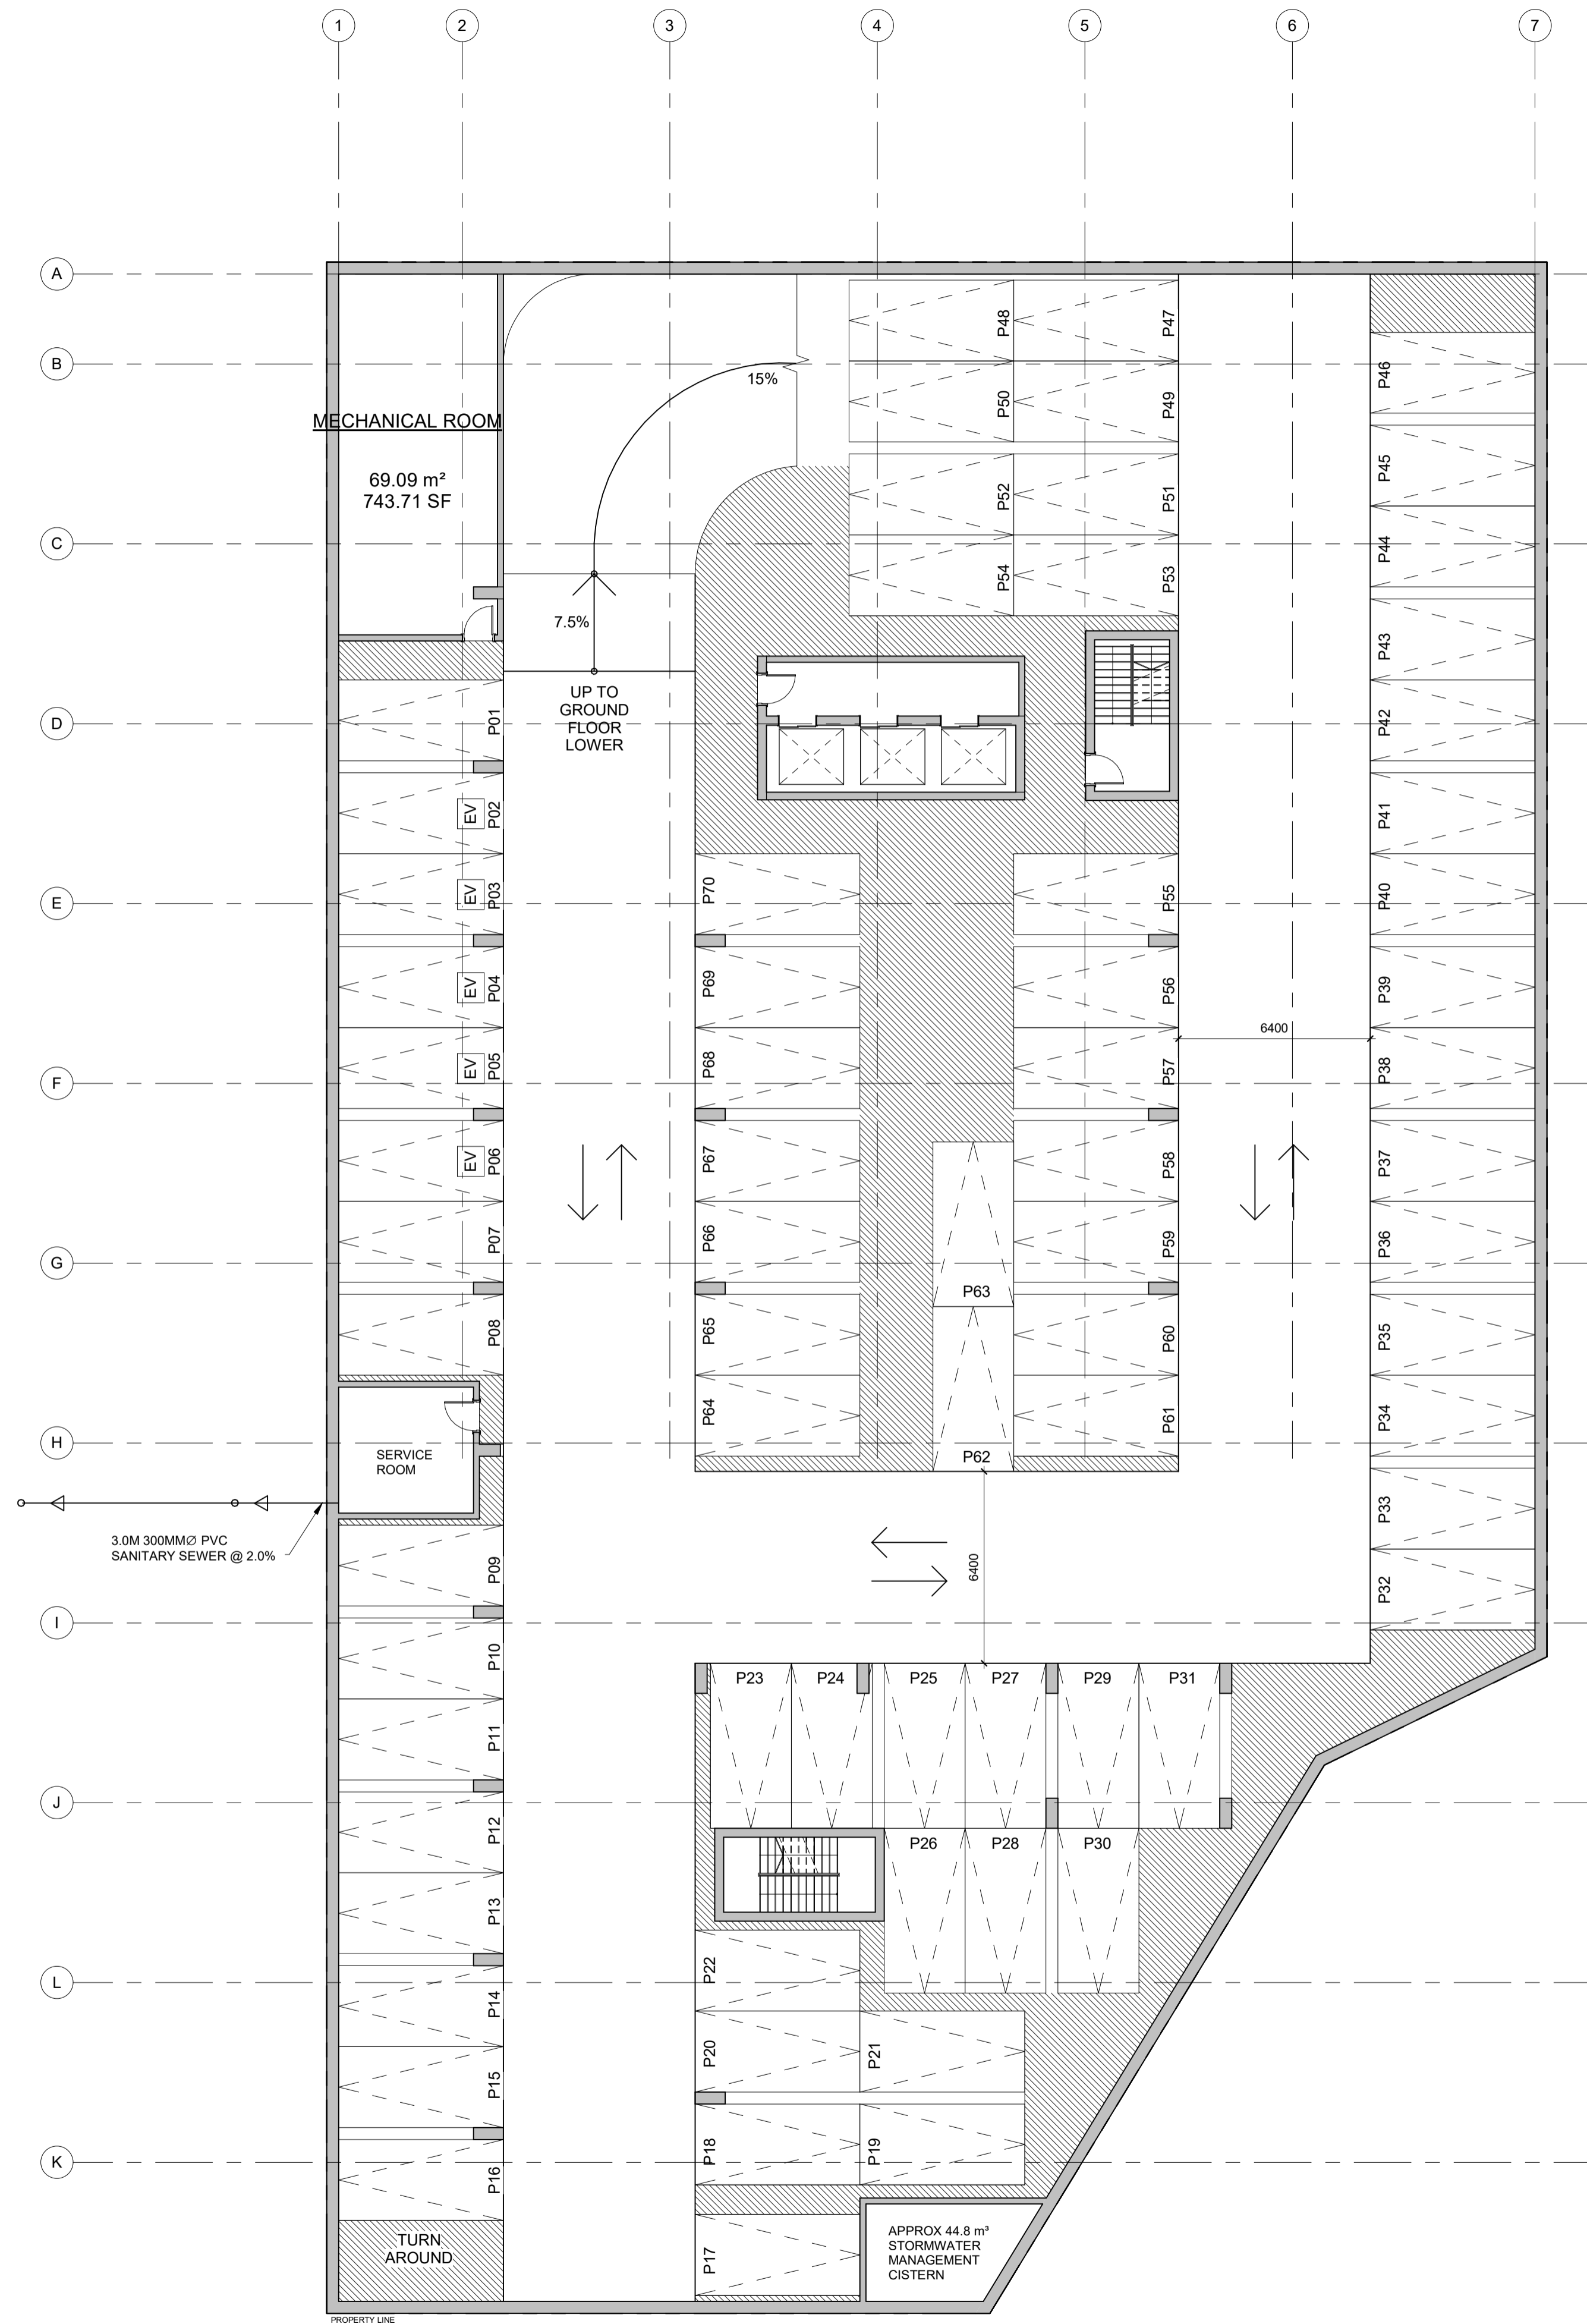 1
2
3
4
5
6
7
A
B
C
D
E
F
G
H
I
J
L
K
MECHANICAL ROOM
69.09 m²
743.71 SF
15%
7.5%
UP TO
GROUND
FLOOR
LOWER
P48
P47
P50
P49
P52
P51
P54
P53
P46
P45
P44
P43
P42
P41
P40
P39
P38
P37
P36
P35
P34
P33
P32
P01
EV
P02
EV
P03
EV
P04
EV
P05
EV
P06
P07
P08
P70
P69
P68
P67
P66
P65
P64
P55
P56
P57
P58
P59
P60
P61
P63
P62
6400
6400
SERVICE
ROOM
3.0M 300MMØ PVC
SANITARY SEWER @ 2.0%
P09
P10
P11
P12
P13
P14
P15
P16
TURN
AROUND
P23
P24
P25
P27
P29
P31
P26
P28
P30
P22
P20
P21
P18
P19
P17
APPROX 44.8 m³
STORMWATER
MANAGEMENT
CISTERN
PROPERTY LINE